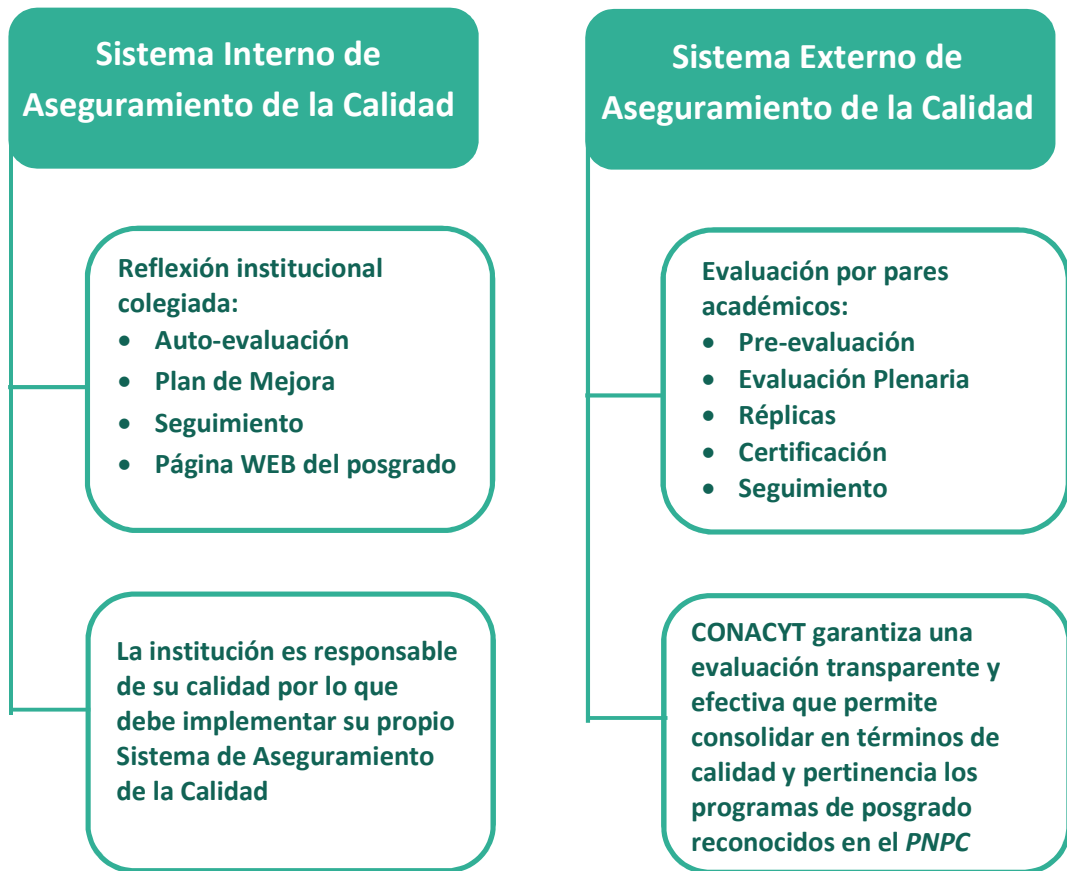 Sistema Interno de
Aseguramiento de la Calidad
Reflexión institucional
colegiada:
• Auto-evaluación
• Plan de Mejora
• Seguimiento
• Página WEB del posgrado
La institución es responsable
de su calidad por lo que
debe implementar su propio
Sistema de Aseguramiento
de la Calidad
Sistema Externo de
Aseguramiento de la Calidad
Evaluación por pares
académicos:
• Pre-evaluación
• Evaluación Plenaria
• Réplicas
• Certificación
• Seguimiento
CONACYT garantiza una
evaluación transparente y
efectiva que permite
consolidar en términos de
calidad y pertinencia los
programas de posgrado
reconocidos en el PNPC